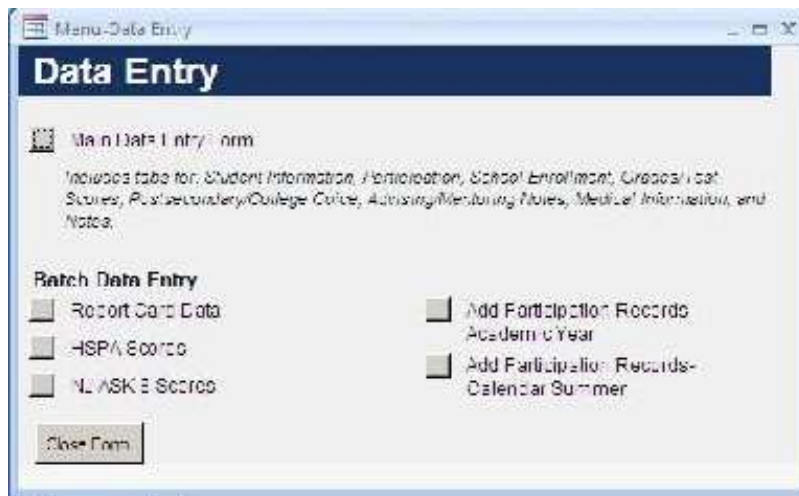 Menu-Data Entry
Data Entry
Main Data Entry Form
Includes tabs for: Student Information, Participation, School Enrollment, Grades/Test
Scores, Postsecondary/College Coice, Advising/Mentoring Notes, Medical Information, and
Notes.
Batch Data Entry
Report Card Data
HSPA Scores
NJ ASK 8 Scores
Add Participation Records
Academic Year
Add Participation Records-
Calendar Summer
Close Form